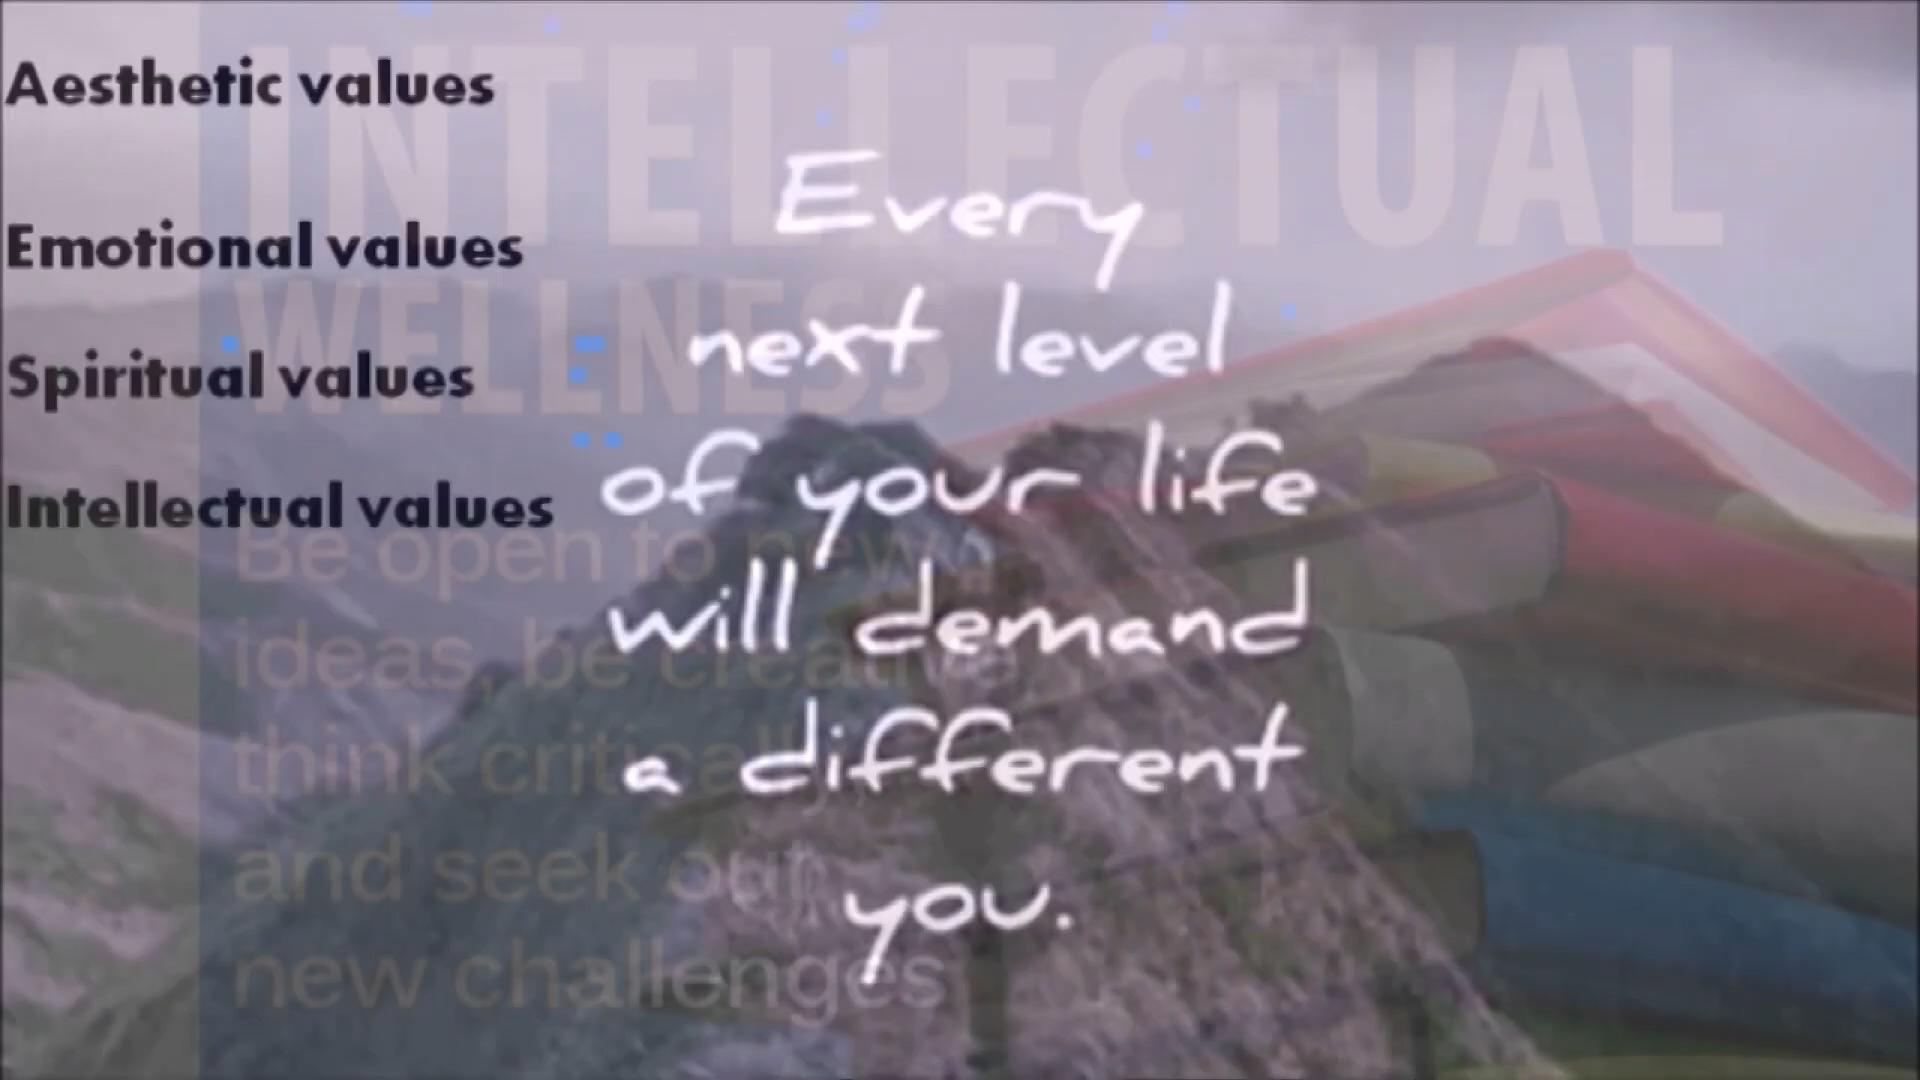 Aesthetic values
Emotional values
Spiritual values
Intellectual values
INTELLECTUAL
WELLNESS
Be open to new
ideas, be creative
think critically
and seek out
new challenges
Every
next level
of your life
will demand
a different
you.